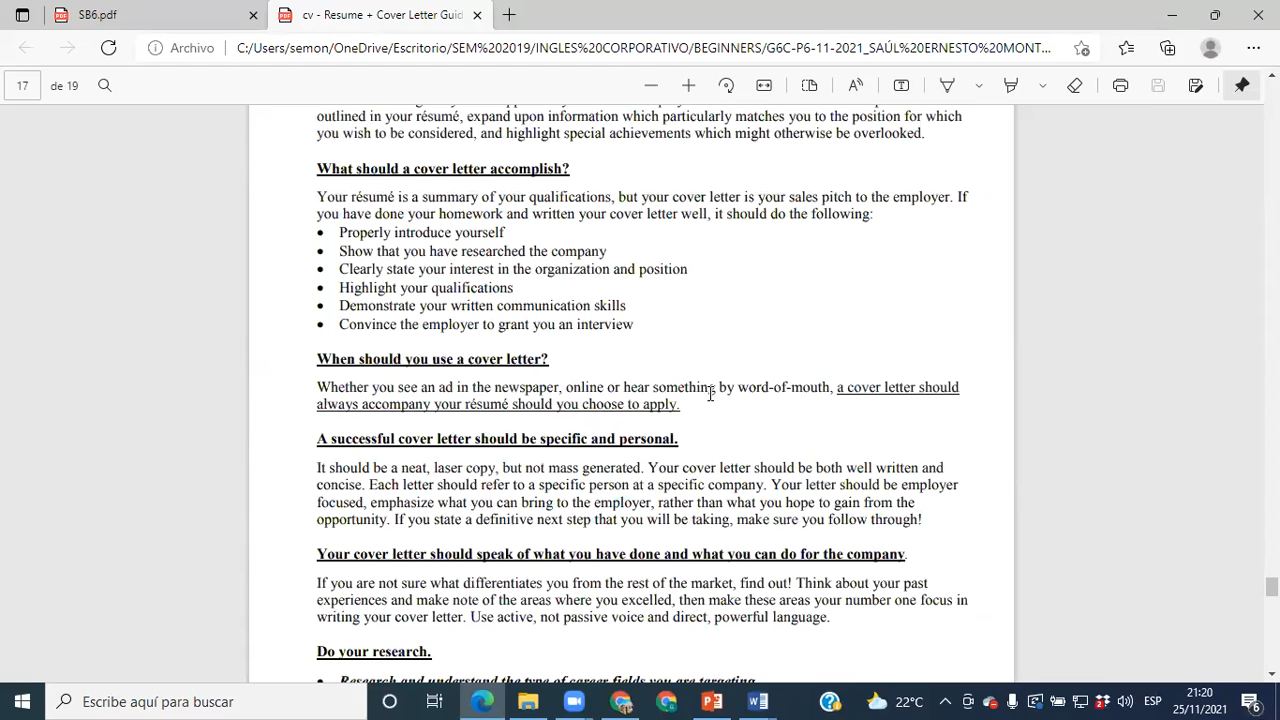 SB6.pdf
cv - Resume + Cover Letter Guid
Archivo
C:/Users/semon/OneDrive/Escritorio/SEM%202019/INGLES%20CORPORATIVO/BEGINNERS/G6C-P6-11-2021_SAÚL%20ERNESTO%20MONT...
17 de 19
outlined in your résumé, expand upon information which particularly matches you to the position for which
you wish to be considered, and highlight special achievements which might otherwise be overlooked.
What should a cover letter accomplish?
Your résumé is a summary of your qualifications, but your cover letter is your sales pitch to the employer. If
you have done your homework and written your cover letter well, it should do the following:
• Properly introduce yourself
• Show that you have researched the company
• Clearly state your interest in the organization and position
• Highlight your qualifications
• Demonstrate your written communication skills
• Convince the employer to grant you an interview
When should you use a cover letter?
Whether you see an ad in the newspaper, online or hear something by word-of-mouth, a cover letter should
always accompany your résumé should you choose to apply.
A successful cover letter should be specific and personal.
It should be a neat, laser copy, but not mass generated. Your cover letter should be both well written and
concise. Each letter should refer to a specific person at a specific company. Your letter should be employer
focused, emphasize what you can bring to the employer, rather than what you hope to gain from the
opportunity. If you state a definitive next step that you will be taking, make sure you follow through!
Your cover letter should speak of what you have done and what you can do for the company.
If you are not sure what differentiates you from the rest of the market, find out! Think about your past
experiences and make note of the areas where you excelled, then make these areas your number one focus in
writing your cover letter. Use active, not passive voice and direct, powerful language.
Do your research.
• Research and understand the type of career fields you are targeting
Escribe aquí para buscar
22°C
ESP
21:20
25/11/2021
6